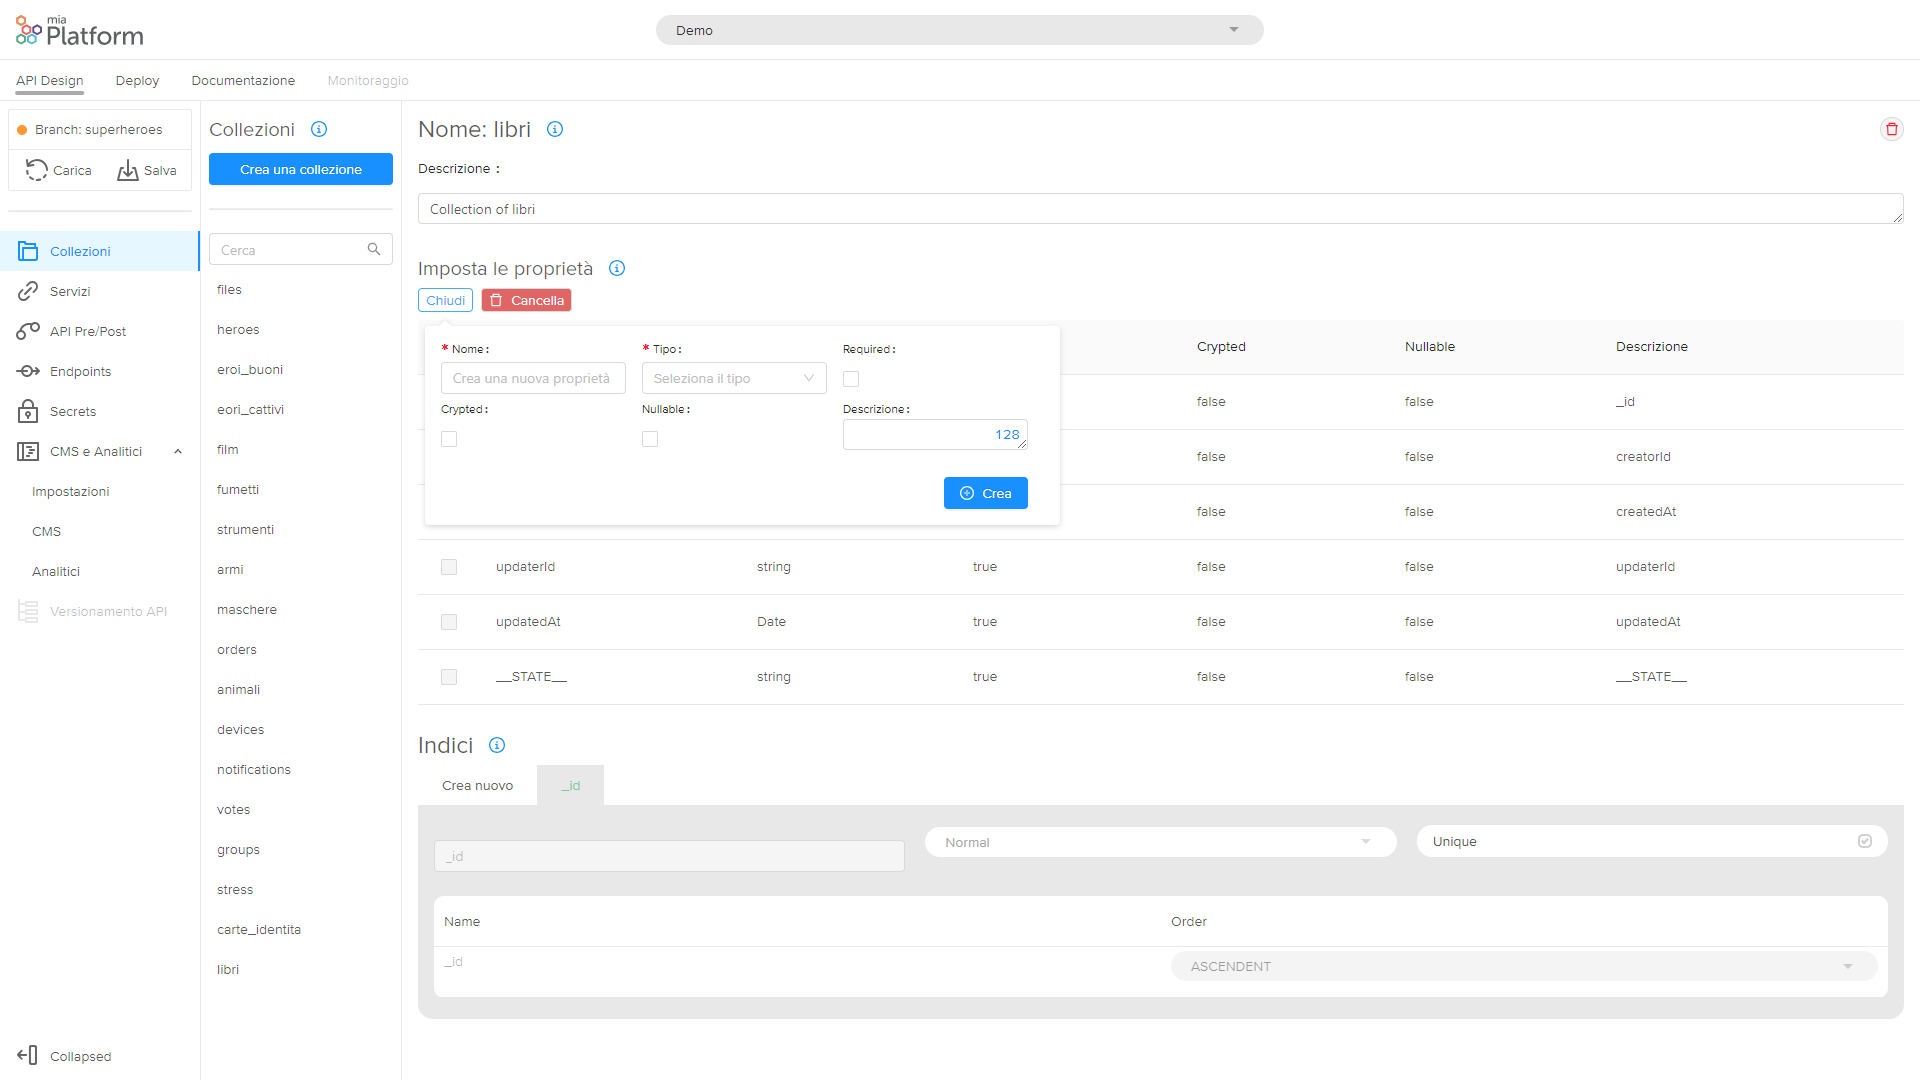 mia
Platform
Demo
API Design
Deploy
Documentazione
Monitoraggio
Branch: superheroes
Carica
Salva
Collezioni
Servizi
API Pre/Post
Endpoints
Secrets
CMS e Analitici
Impostazioni
CMS
Analitici
Versionamento API
Collapsed
Collezioni
Crea una collezione
Cerca
files
heroes
eroi_buoni
eori_cattivi
film
fumetti
strumenti
armi
maschere
orders
animali
devices
notifications
votes
groups
stress
carte_identita
libri
Nome: libri
Descrizione :
Collection of libri
Imposta le proprietà
Chiudi
Cancella
* Nome:
* Tipo:
Required:
Crea una nuova proprietà
Seleziona il tipo
Crypted:
Nullable:
Descrizione:
128
Crea
Crypted Nullable Descrizione
false false _id
false false creatorId
false false createdAt
updaterId string true false false updaterId
updatedAt Date true false false updatedAt
__STATE__ string true false false __STATE__
Indici
Crea nuovo
_id
_id
Normal
Unique
Name Order
_id ASCENDENT